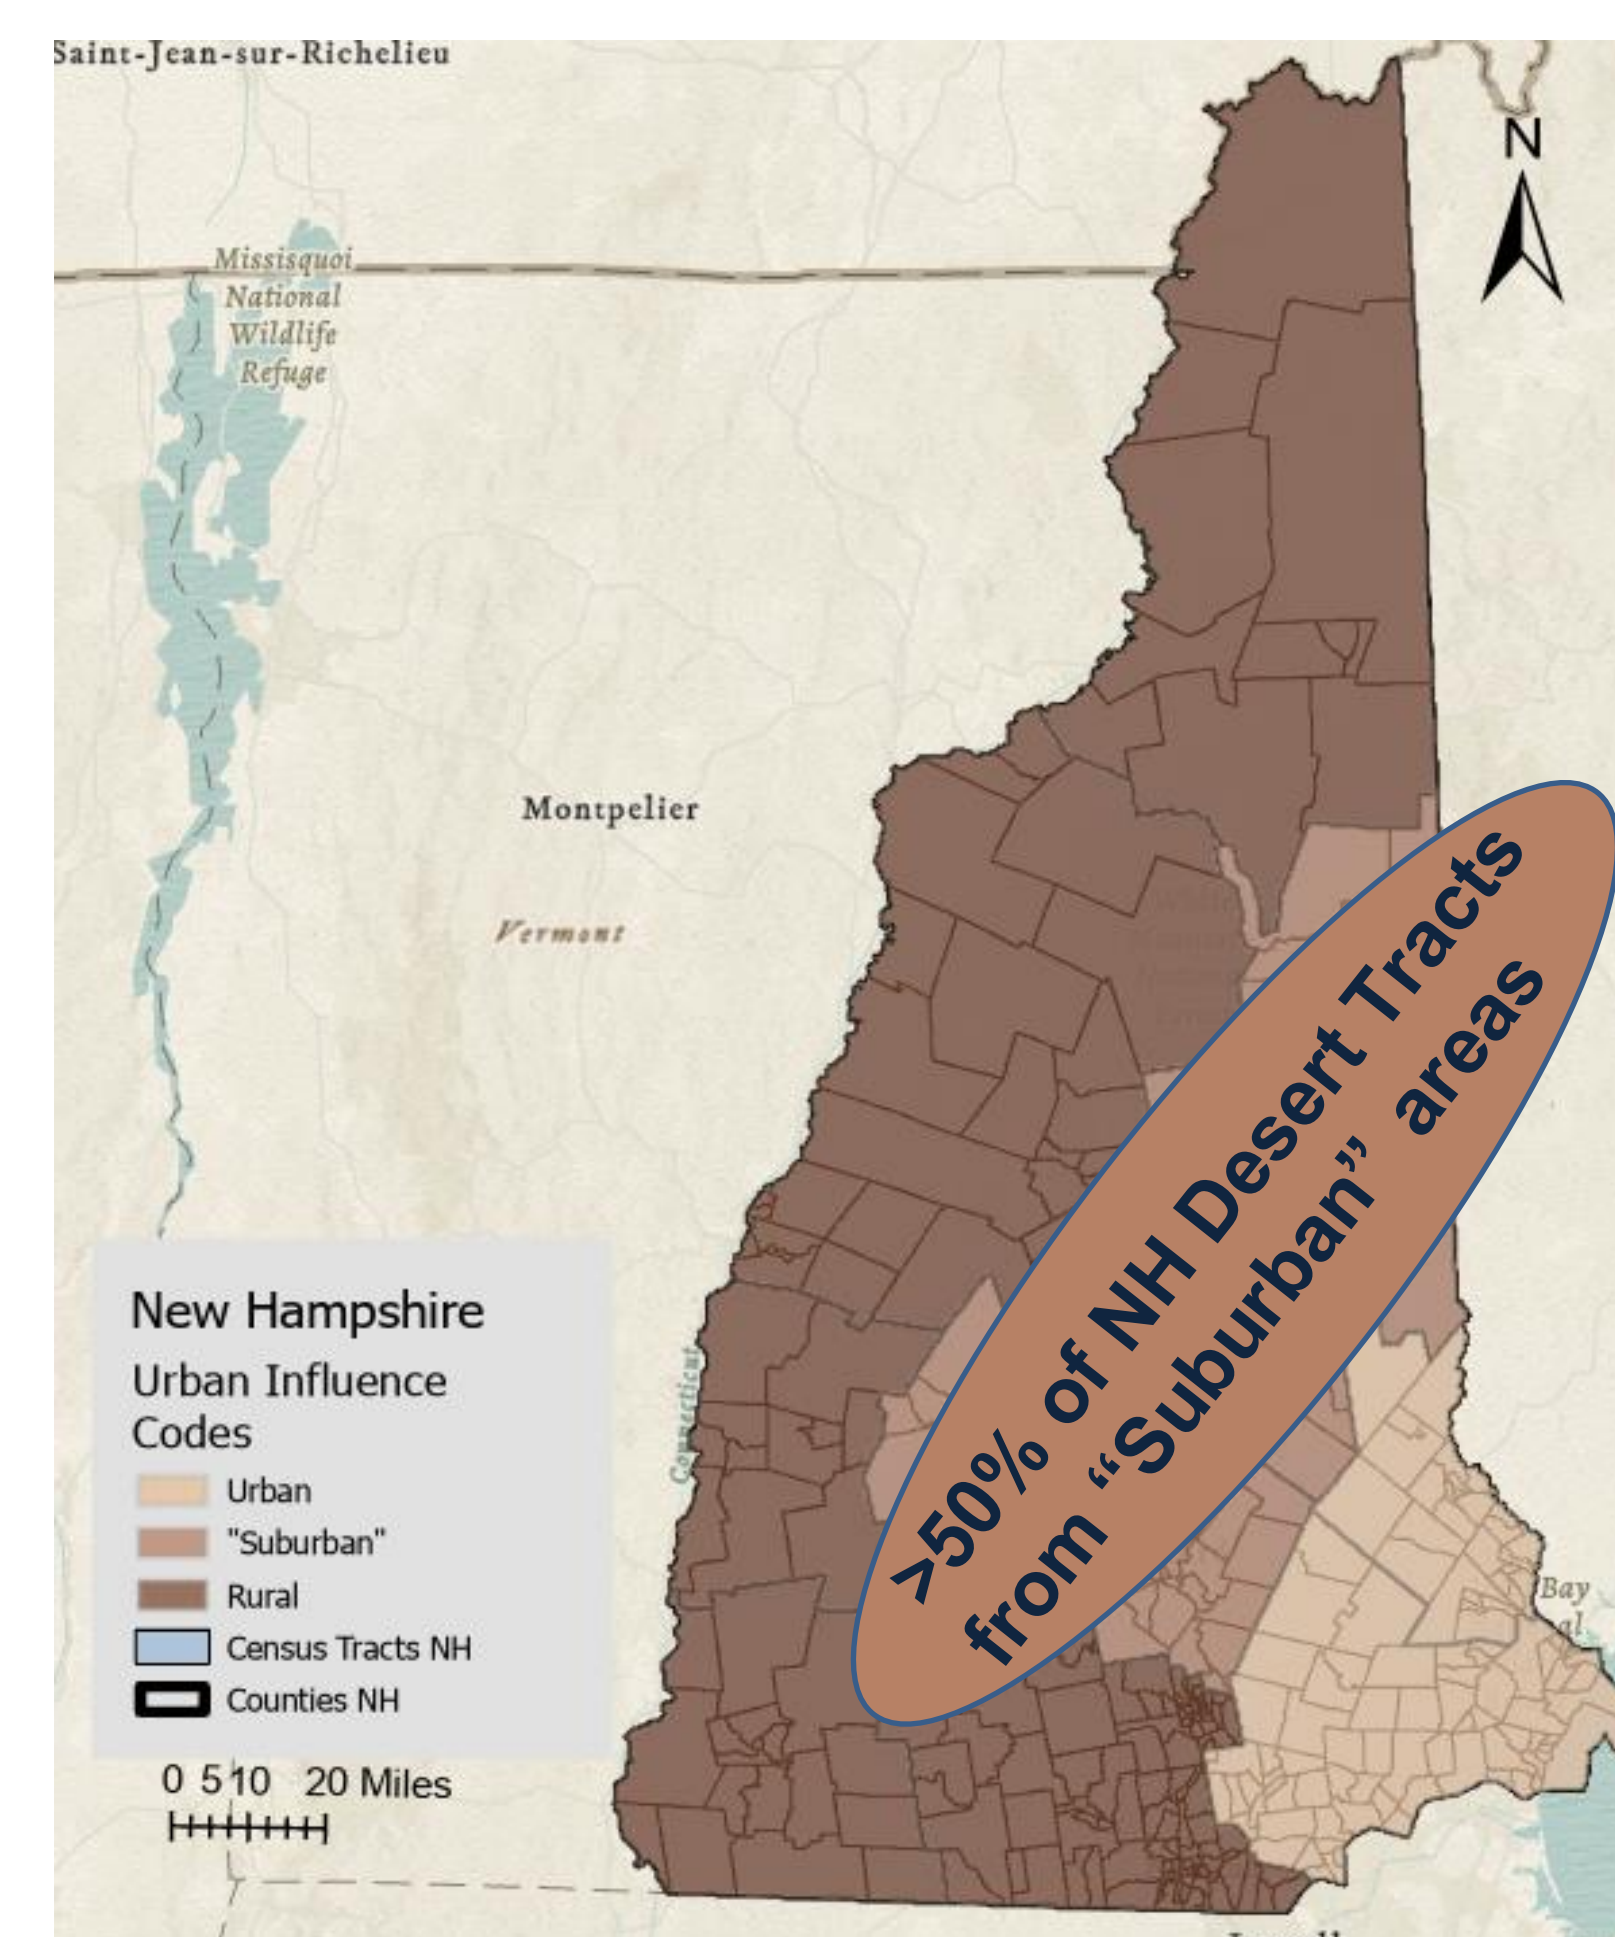 Saint-Jean-sur-Richelieu
N
Missisquoi
National
Wildlife
Refuge
Montpelier
Vermont
>50% of NH Desert Tracts
from “Suburban” areas
Connecticut
New Hampshire
Urban Influence
Codes
Urban
"Suburban"
Rural
Census Tracts NH
Counties NH
Bay
0 5 10 20 Miles